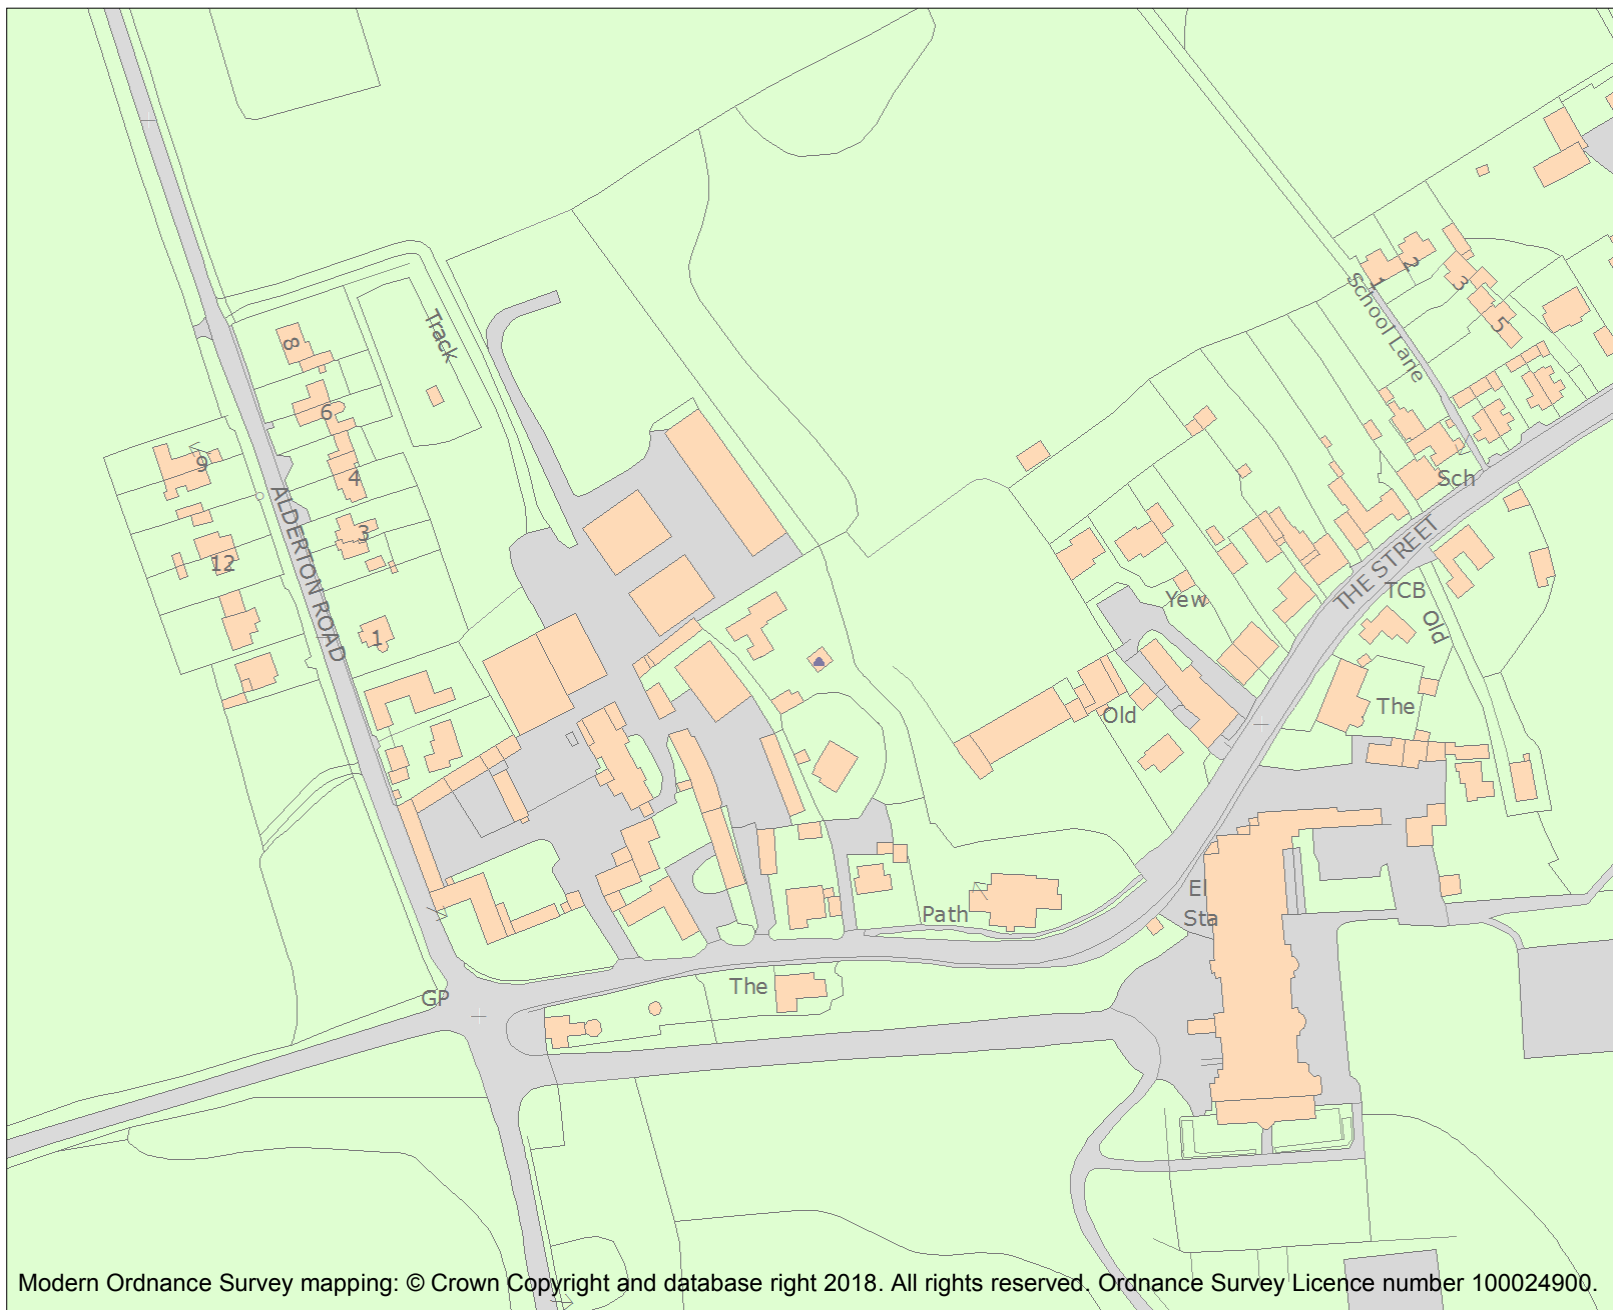 2
1
3
School Lane
5
Track
8
6
9
4
Sch
ALDERTON ROAD
3
12
THE STREET
TCB
Yew
Old
1
The
Old
El
Sta
Path
The
GP
Modern Ordnance Survey mapping: © Crown Copyright and database right 2018. All rights reserved. Ordnance Survey Licence number 100024900.